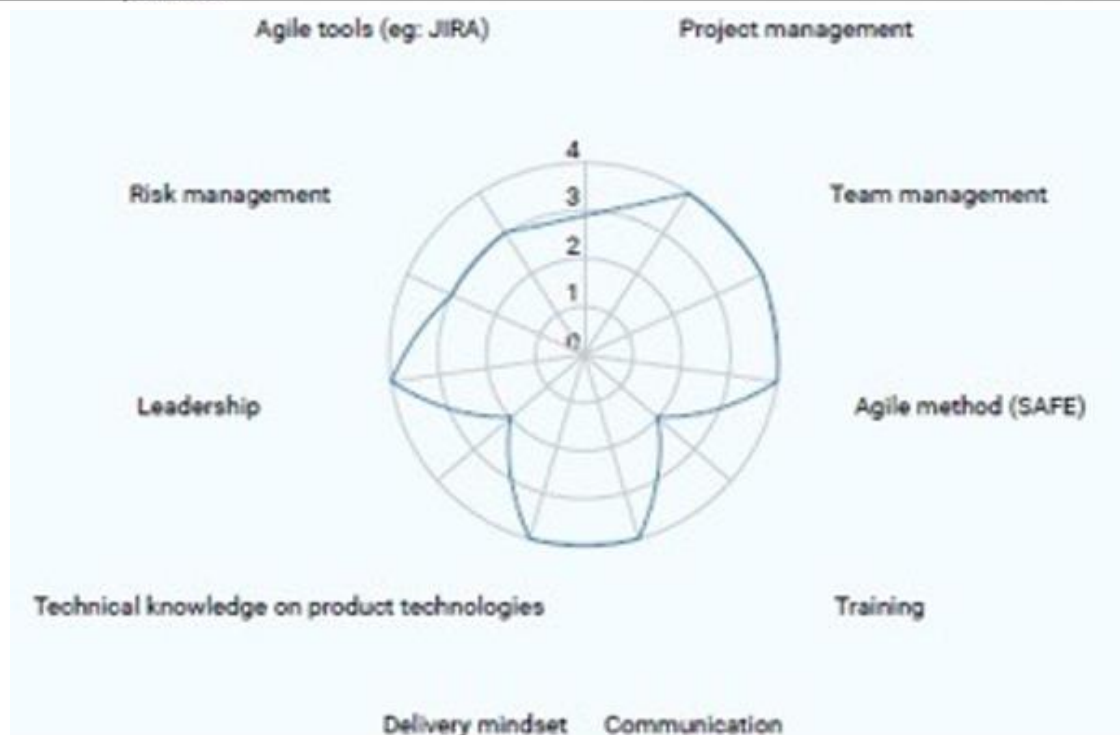 Agile tools (eg: JIRA) Project management
4
Risk management 3 Team management
2
1
0
Leadership Agile method (SAFE)
Technical knowledge on product technologies Training
Delivery mindset Communication